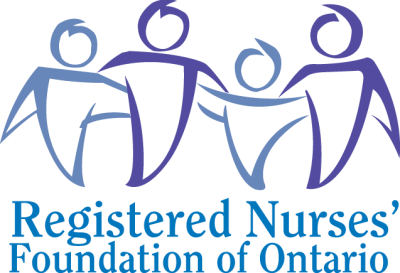 Registered Nurses’
Foundation of Ontario